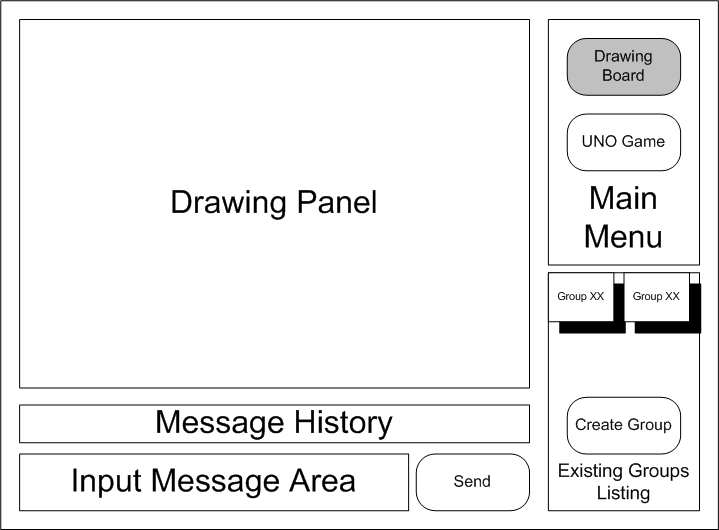 Drawing
Board
UNO Game
Drawing Panel
Main
Menu
Group XX
Group XX
Message History
Create Group
Input Message Area
Send
Existing Groups
Listing